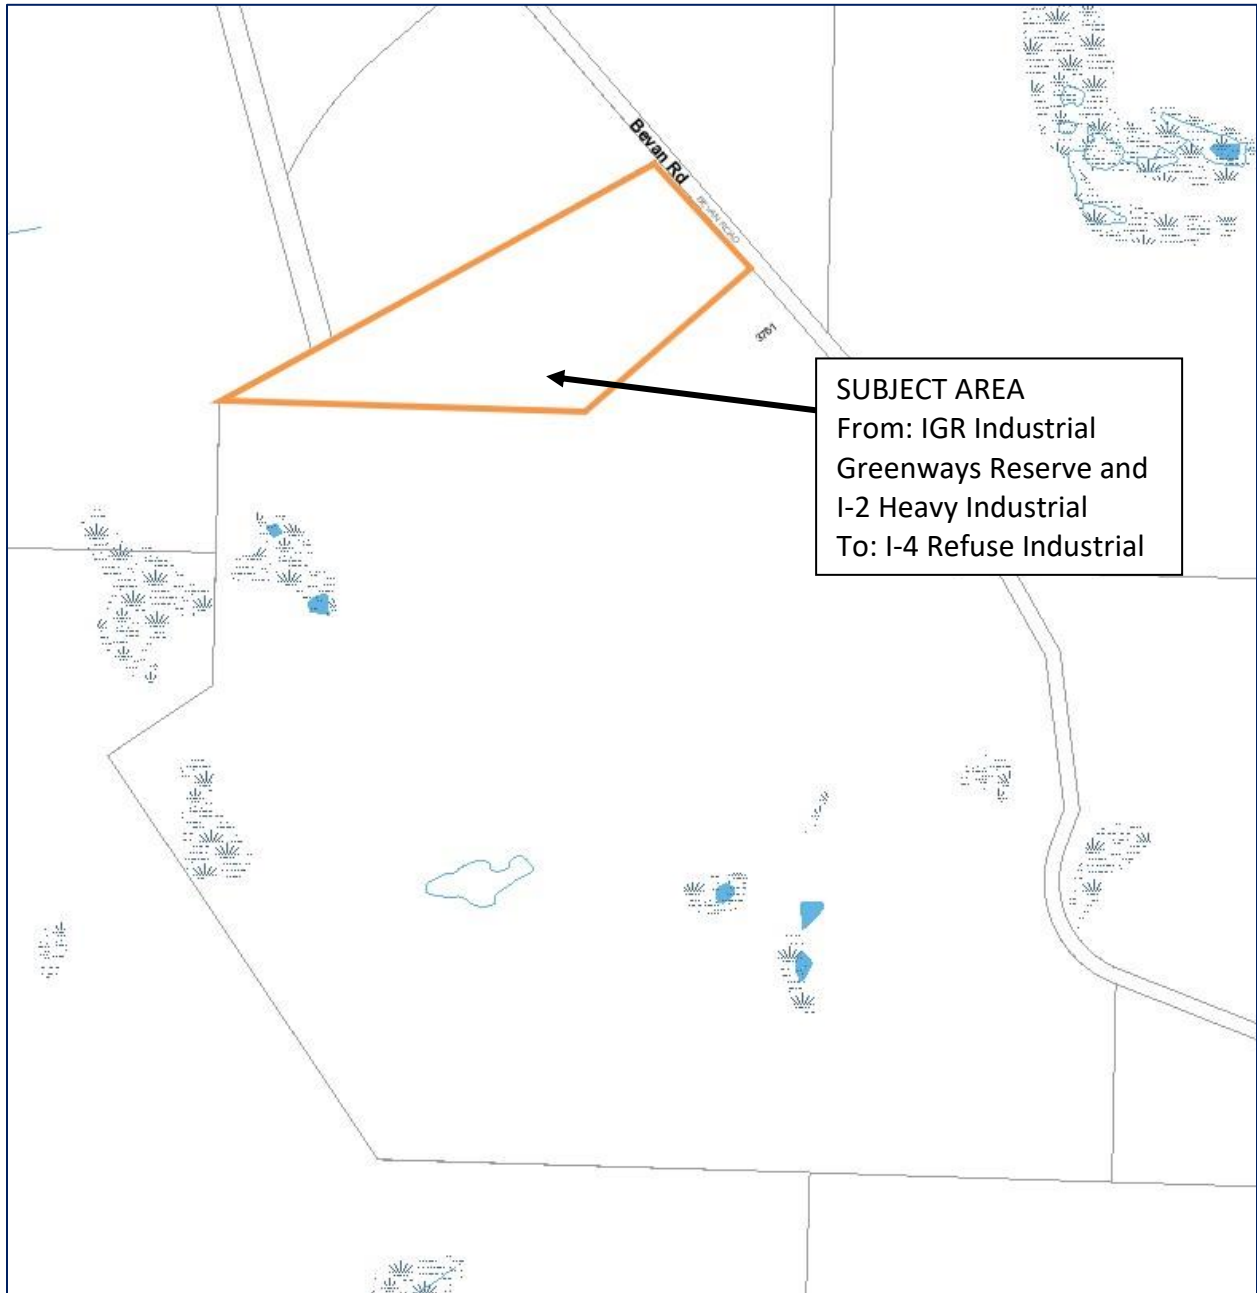 Bevan Rd
BEVAN ROAD
3751
SUBJECT AREA
From: IGR Industrial
Greenways Reserve and
I-2 Heavy Industrial
To: I-4 Refuse Industrial